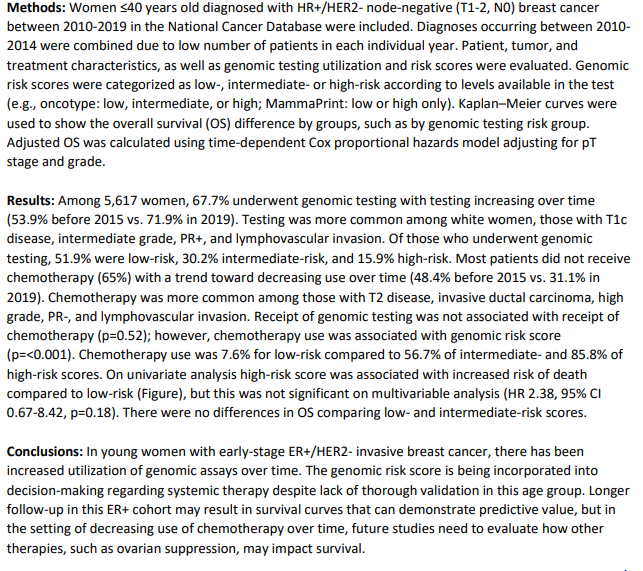 Methods: Women ≤40 years old diagnosed with HR+/HER2- node-negative (T1-2, N0) breast cancer
between 2010-2019 in the National Cancer Database were included. Diagnoses occurring between 2010-
2014 were combined due to low number of patients in each individual year. Patient, tumor, and
treatment characteristics, as well as genomic testing utilization and risk scores were evaluated. Genomic
risk scores were categorized as low-, intermediate- or high-risk according to levels available in the test
(e.g., oncotype: low, intermediate, or high; MammaPrint: low or high only). Kaplan–Meier curves were
used to show the overall survival (OS) difference by groups, such as by genomic testing risk group.
Adjusted OS was calculated using time-dependent Cox proportional hazards model adjusting for pT
stage and grade.
Results: Among 5,617 women, 67.7% underwent genomic testing with testing increasing over time
(53.9% before 2015 vs. 71.9% in 2019). Testing was more common among white women, those with T1c
disease, intermediate grade, PR+, and lymphovascular invasion. Of those who underwent genomic
testing, 51.9% were low-risk, 30.2% intermediate-risk, and 15.9% high-risk. Most patients did not receive
chemotherapy (65%) with a trend toward decreasing use over time (48.4% before 2015 vs. 31.1% in
2019). Chemotherapy was more common among those with T2 disease, invasive ductal carcinoma, high
grade, PR-, and lymphovascular invasion. Receipt of genomic testing was not associated with receipt of
chemotherapy (p=0.52); however, chemotherapy use was associated with genomic risk score
(p=<0.001). Chemotherapy use was 7.6% for low-risk compared to 56.7% of intermediate- and 85.8% of
high-risk scores. On univariate analysis high-risk score was associated with increased risk of death
compared to low-risk (Figure), but this was not significant on multivariable analysis (HR 2.38, 95% CI
0.67-8.42, p=0.18). There were no differences in OS comparing low- and intermediate-risk scores.
Conclusions: In young women with early-stage ER+/HER2- invasive breast cancer, there has been
increased utilization of genomic assays over time. The genomic risk score is being incorporated into
decision-making regarding systemic therapy despite lack of thorough validation in this age group. Longer
follow-up in this ER+ cohort may result in survival curves that can demonstrate predictive value, but in
the setting of decreasing use of chemotherapy over time, future studies need to evaluate how other
therapies, such as ovarian suppression, may impact survival.